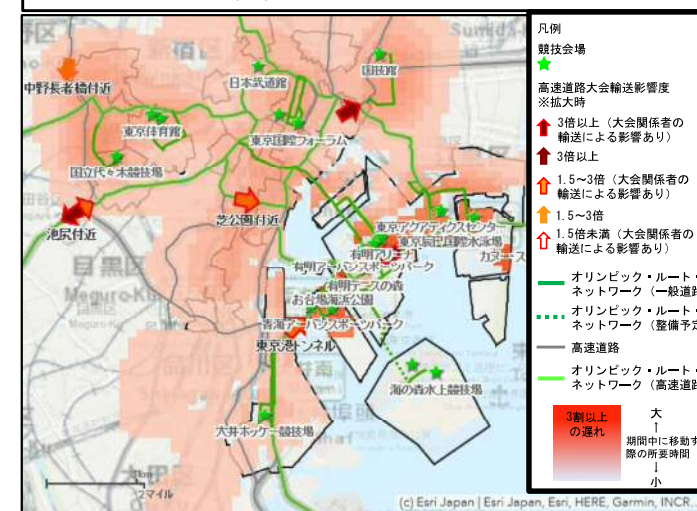 中野長者橋付近
日本武道館
国技館
東京体育館
東京国際フォーラム
国立代々木競技場
芝公園付近
池尻付近
目黒区
Meguro-Ku
東京アクアティクスセンター
東京辰巳国際水泳場
有明アリーナ
カヌー・ス
有明アーバンスポーツパーク
有明テニスの森
お台場海浜公園
青海アーバンスポーツパーク
東京港トンネル
海の森水上競技場
大井ホッケー競技場
2マイル
(c) Esri Japan | Esri Japan, Esri, HERE, Garmin, INCR...
凡例
競技会場
高速道路大会輸送影響度
※拡大時
3倍以上（大会関係者の
輸送による影響あり）
3倍以上
1.5～3倍（大会関係者の
輸送による影響あり）
1.5～3倍
1.5倍未満（大会関係者の
輸送による影響あり）
オリンピック・ルート・
ネットワーク（一般道路
オリンピック・ルート・
ネットワーク（整備予定
高速道路
オリンピック・ルート・
ネットワーク（高速道路
3割以上
の遅れ
大
↑
期間中に移動す
際の所要時間
↓
小